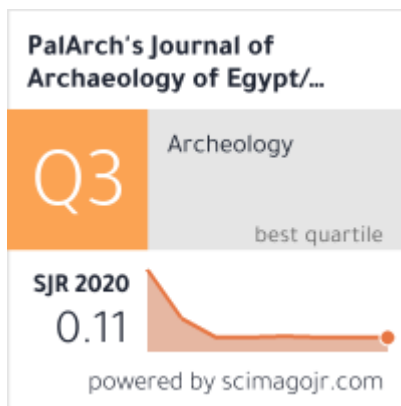 PalArch's Journal of
Archaeology of Egypt/...
Q3
Archeology
best quartile
SJR 2020
0.11
powered by scimagojr.com